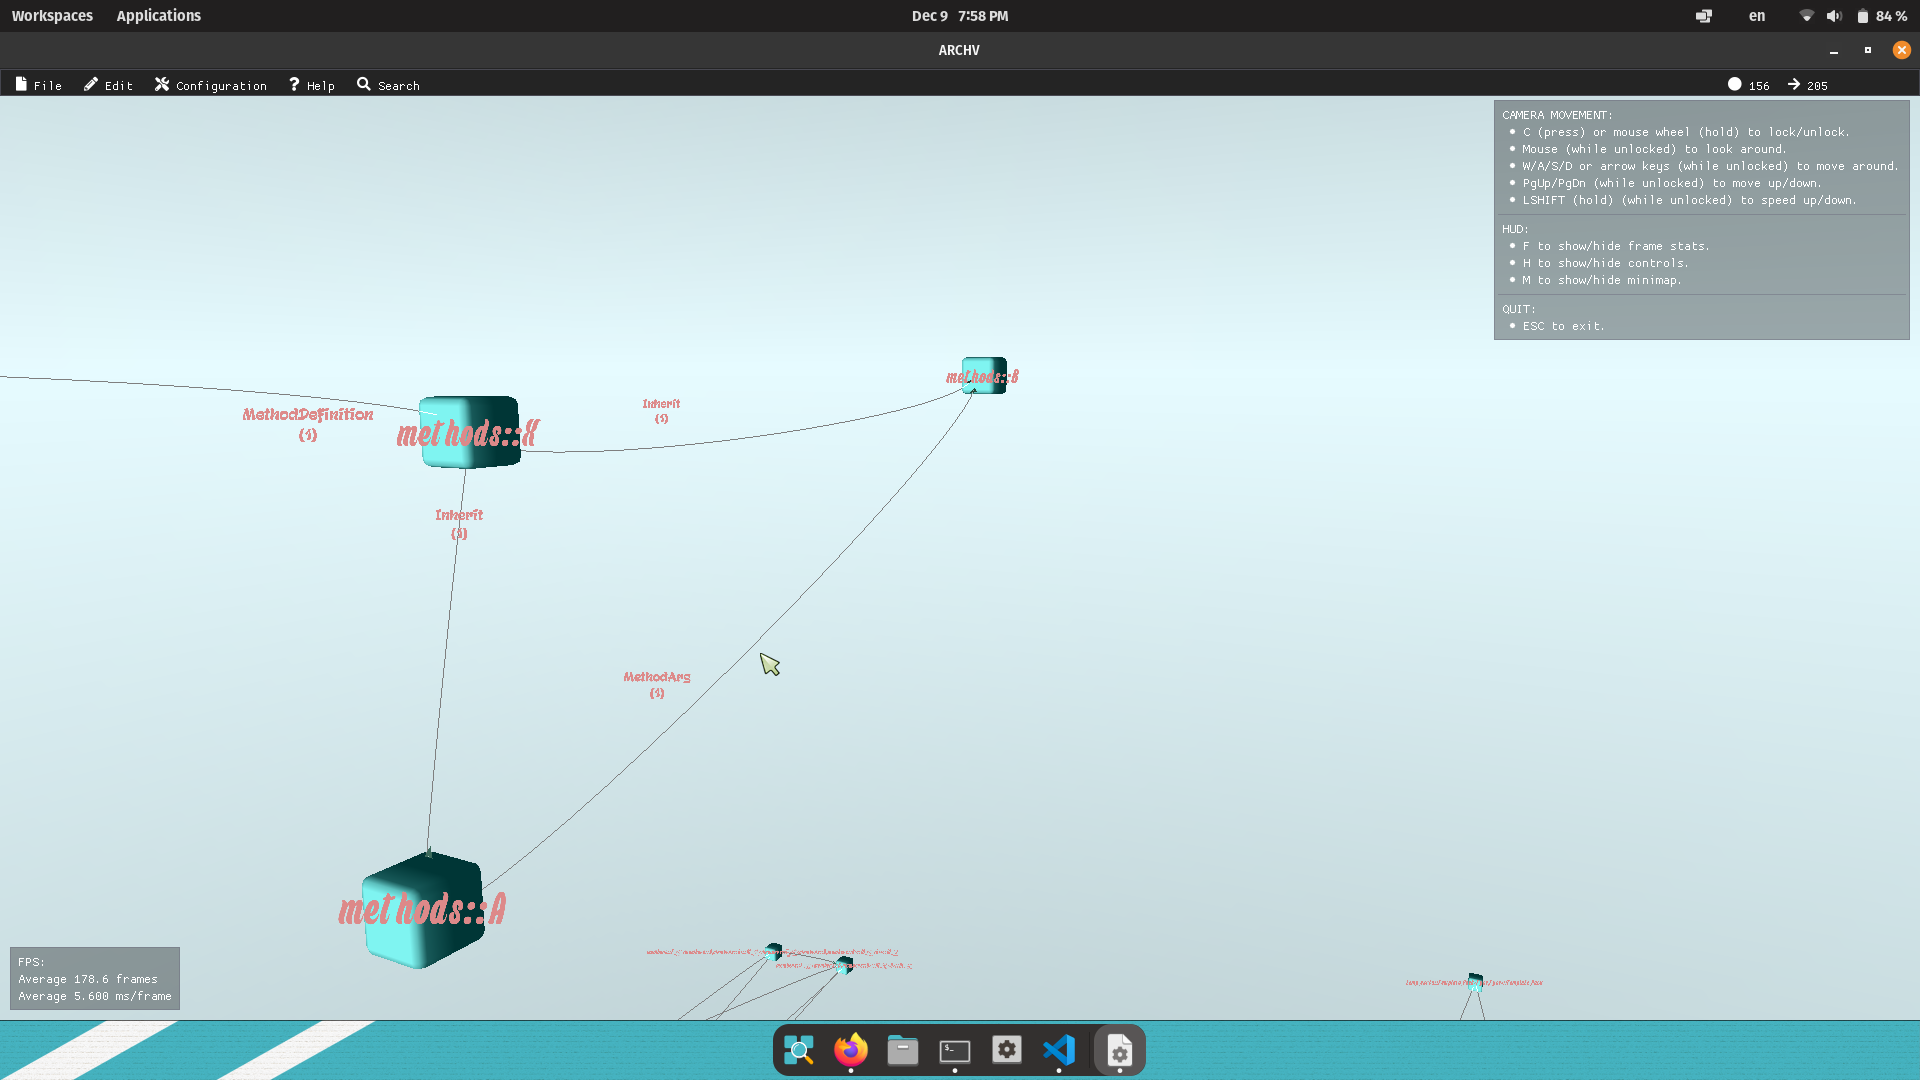 Workspaces Applications Dec 9 7:58 PM en 84 %
ARCHV
File Edit Configuration Help Search 156 205
CAMERA MOVEMENT:
C (press) or mouse wheel (hold) to lock/unlock.
Mouse (while unlocked) to look around.
W/A/S/D or arrow keys (while unlocked) to move around.
PgUp/PgDn (while unlocked) to move up/down.
LSHIFT (hold) (while unlocked) to speed up/down.
HUD:
F to show/hide frame stats.
H to show/hide controls.
M to show/hide minimap.
QUIT:
ESC to exit.
methods::B
Inherit
(1)
MethodDefinition
(1)
methods::X
Inherit
(1)
MethodArg
(1)
methods::A
FPS:
Average 178.6 frames
Average 5.600 ms/frame